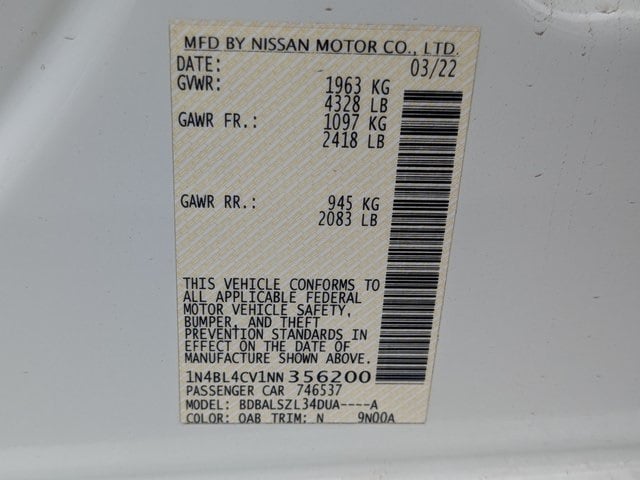 MFD BY NISSAN MOTOR CO., LTD.
DATE: 03/22
GVWR: 1963 KG
4328 LB
GAWR FR.: 1097 KG
2418 LB
GAWR RR.: 945 KG
2083 LB
THIS VEHICLE CONFORMS TO
ALL APPLICABLE FEDERAL
MOTOR VEHICLE SAFETY,
BUMPER, AND THEFT
PREVENTION STANDARDS IN
EFFECT ON THE DATE OF
MANUFACTURE SHOWN ABOVE.
1N4BL4CV1NN356200
PASSENGER CAR 746537
MODEL: BDBALSZL34DUA----A
COLOR: QAB TRIM: N 9N00A